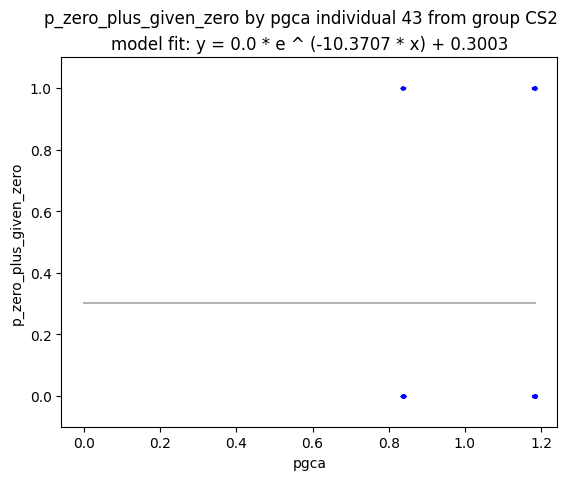 p_zero_plus_given_zero by pgca individual 43 from group CS2
model fit: y = 0.0 * e ^ (-10.3707 * x) + 0.3003
1.0
0.8
0.6
0.4
0.2
0.0
p_zero_plus_given_zero
0.0 0.2 0.4 0.6 0.8 1.0 1.2
pgca